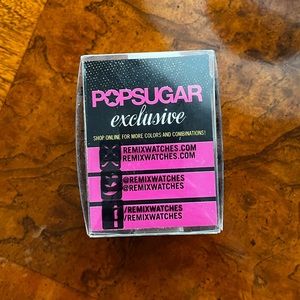 POPSUGAR
exclusive
SHOP ONLINE FOR MORE COLORS AND COMBINATIONS!
REMIXWATCHES.COM
REMIXWATCHES.COM
@REMIXWATCHES
@REMIXWATCHES
/REMIXWATCHES
/REMIXWATCHES